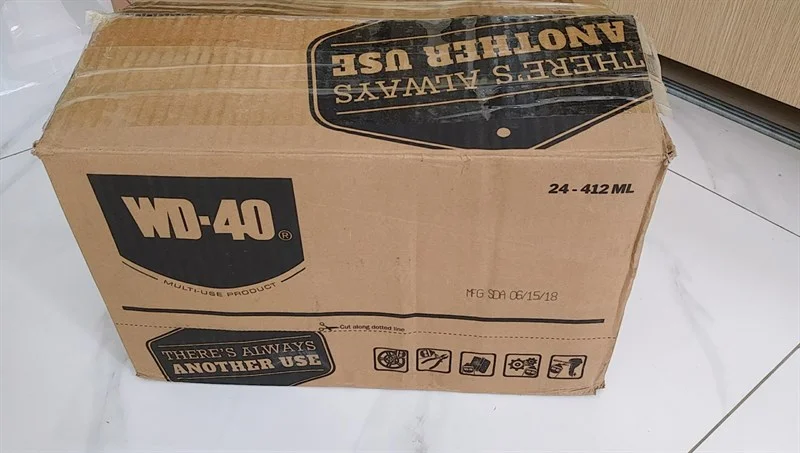 ANOTHER USE
THERE'S ALWAYS
24 - 412 ML
WD-40®
MULTI-USE PRODUCT
MFG SDA 06/15/18
Cut along dotted line
THERE'S ALWAYS
ANOTHER USE